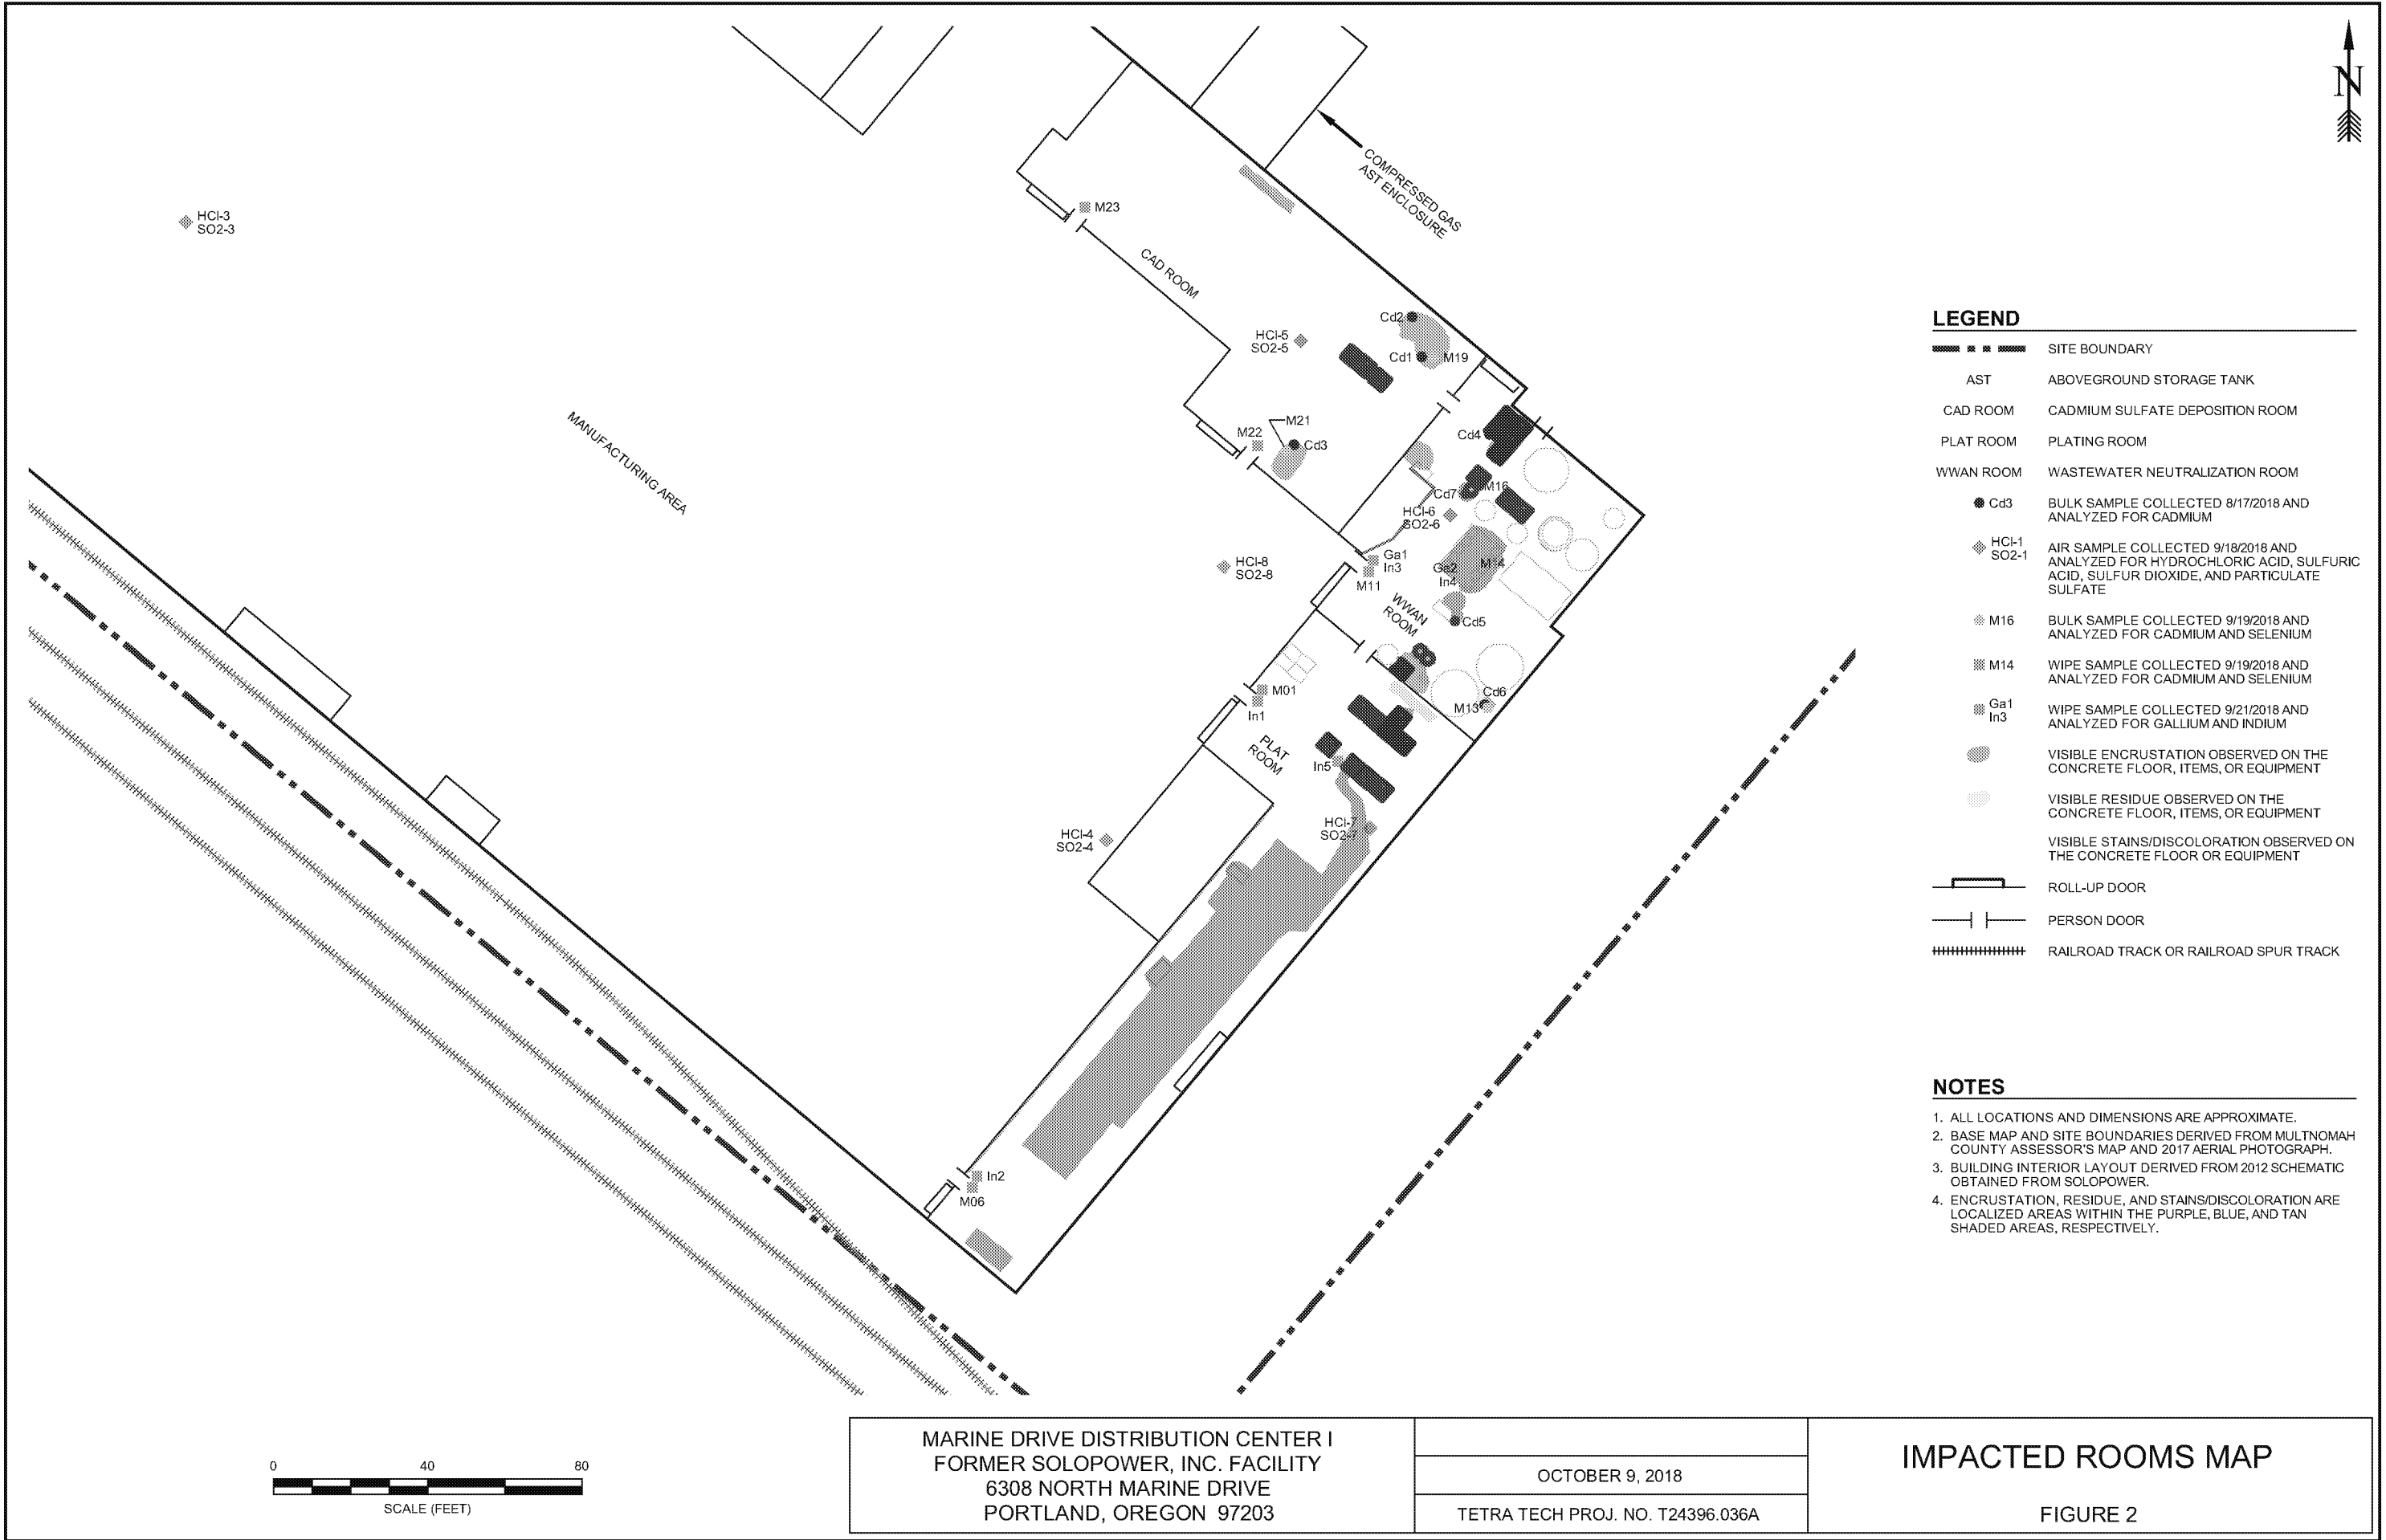 N
COMPRESSED GAS
AST ENCLOSURE
HCl-3
SO2-3
M23
CAD ROOM
Cd2
HCl-5
SO2-5
Cd1
M19
MANUFACTURING AREA
M21
M22
Cd3
Cd4
Cd7
M16
HCl-6
SO2-6
HCl-8
SO2-8
Ga1
In3
M11
Ga2
In4
M14
WWAN
ROOM
Cd5
M01
In1
Cd6
M13
PLAT
ROOM
In5
HCl-7
SO2-7
HCl-4
SO2-4
In2
M06
LEGEND
SITE BOUNDARY
AST ABOVEGROUND STORAGE TANK
CAD ROOM CADMIUM SULFATE DEPOSITION ROOM
PLAT ROOM PLATING ROOM
WWAN ROOM WASTEWATER NEUTRALIZATION ROOM
Cd3 BULK SAMPLE COLLECTED 8/17/2018 AND
ANALYZED FOR CADMIUM
HCl-1
SO2-1
AIR SAMPLE COLLECTED 9/18/2018 AND
ANALYZED FOR HYDROCHLORIC ACID, SULFURIC
ACID, SULFUR DIOXIDE, AND PARTICULATE
SULFATE
M16 BULK SAMPLE COLLECTED 9/19/2018 AND
ANALYZED FOR CADMIUM AND SELENIUM
M14 WIPE SAMPLE COLLECTED 9/19/2018 AND
ANALYZED FOR CADMIUM AND SELENIUM
Ga1
In3
WIPE SAMPLE COLLECTED 9/21/2018 AND
ANALYZED FOR GALLIUM AND INDIUM
VISIBLE ENCRUSTATION OBSERVED ON THE
CONCRETE FLOOR, ITEMS, OR EQUIPMENT
VISIBLE RESIDUE OBSERVED ON THE
CONCRETE FLOOR, ITEMS, OR EQUIPMENT
VISIBLE STAINS/DISCOLORATION OBSERVED ON
THE CONCRETE FLOOR OR EQUIPMENT
ROLL-UP DOOR
PERSON DOOR
RAILROAD TRACK OR RAILROAD SPUR TRACK
NOTES
1. ALL LOCATIONS AND DIMENSIONS ARE APPROXIMATE.
2. BASE MAP AND SITE BOUNDARIES DERIVED FROM MULTNOMAH
COUNTY ASSESSOR'S MAP AND 2017 AERIAL PHOTOGRAPH.
3. BUILDING INTERIOR LAYOUT DERIVED FROM 2012 SCHEMATIC
OBTAINED FROM SOLOPOWER.
4. ENCRUSTATION, RESIDUE, AND STAINS/DISCOLORATION ARE
LOCALIZED AREAS WITHIN THE PURPLE, BLUE, AND TAN
SHADED AREAS, RESPECTIVELY.
0 40 80
SCALE (FEET)
MARINE DRIVE DISTRIBUTION CENTER I
FORMER SOLOPOWER, INC. FACILITY
6308 NORTH MARINE DRIVE
PORTLAND, OREGON 97203
OCTOBER 9, 2018
TETRA TECH PROJ. NO. T24396.036A
IMPACTED ROOMS MAP
FIGURE 2